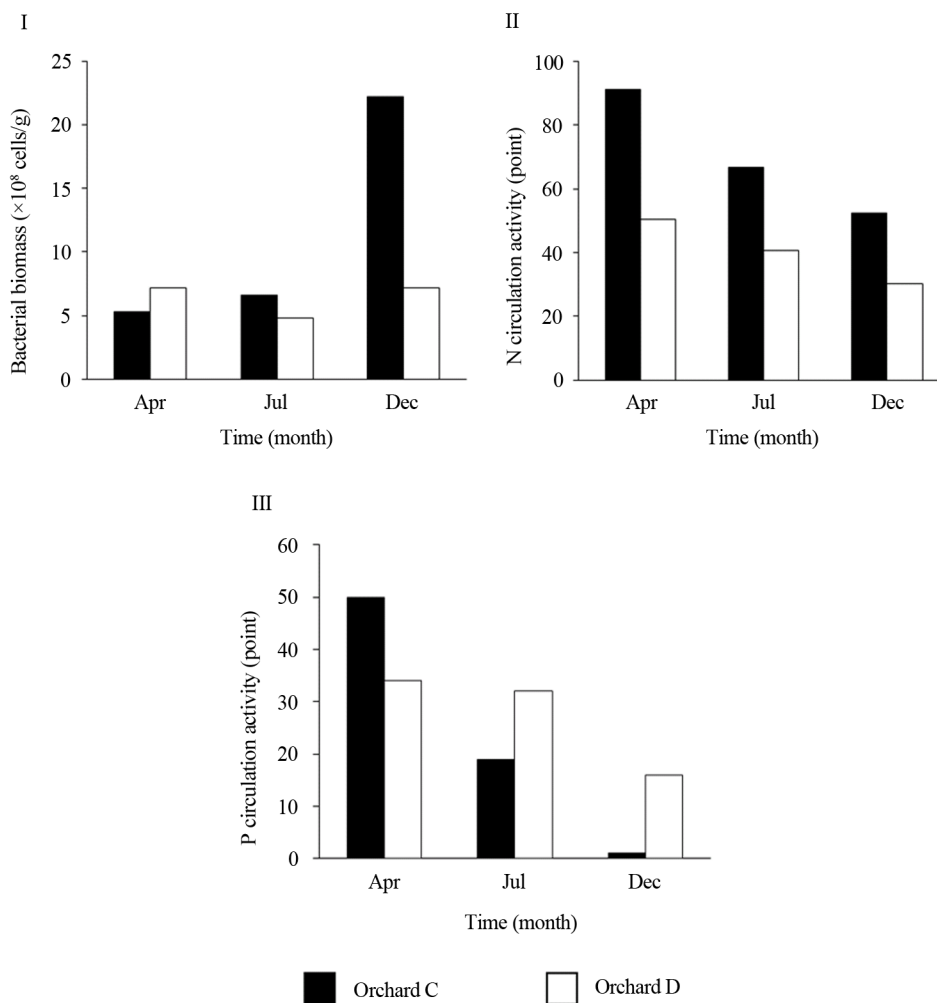 I
Bacterial biomass (×10⁸ cells/g)
25
20
15
10
5
0
Apr Jul Dec
Time (month)
II
N circulation activity (point)
100
80
60
40
20
0
Apr Jul Dec
Time (month)
III
P circulation activity (point)
60
50
40
30
20
10
0
Apr Jul Dec
Time (month)
Orchard C Orchard D